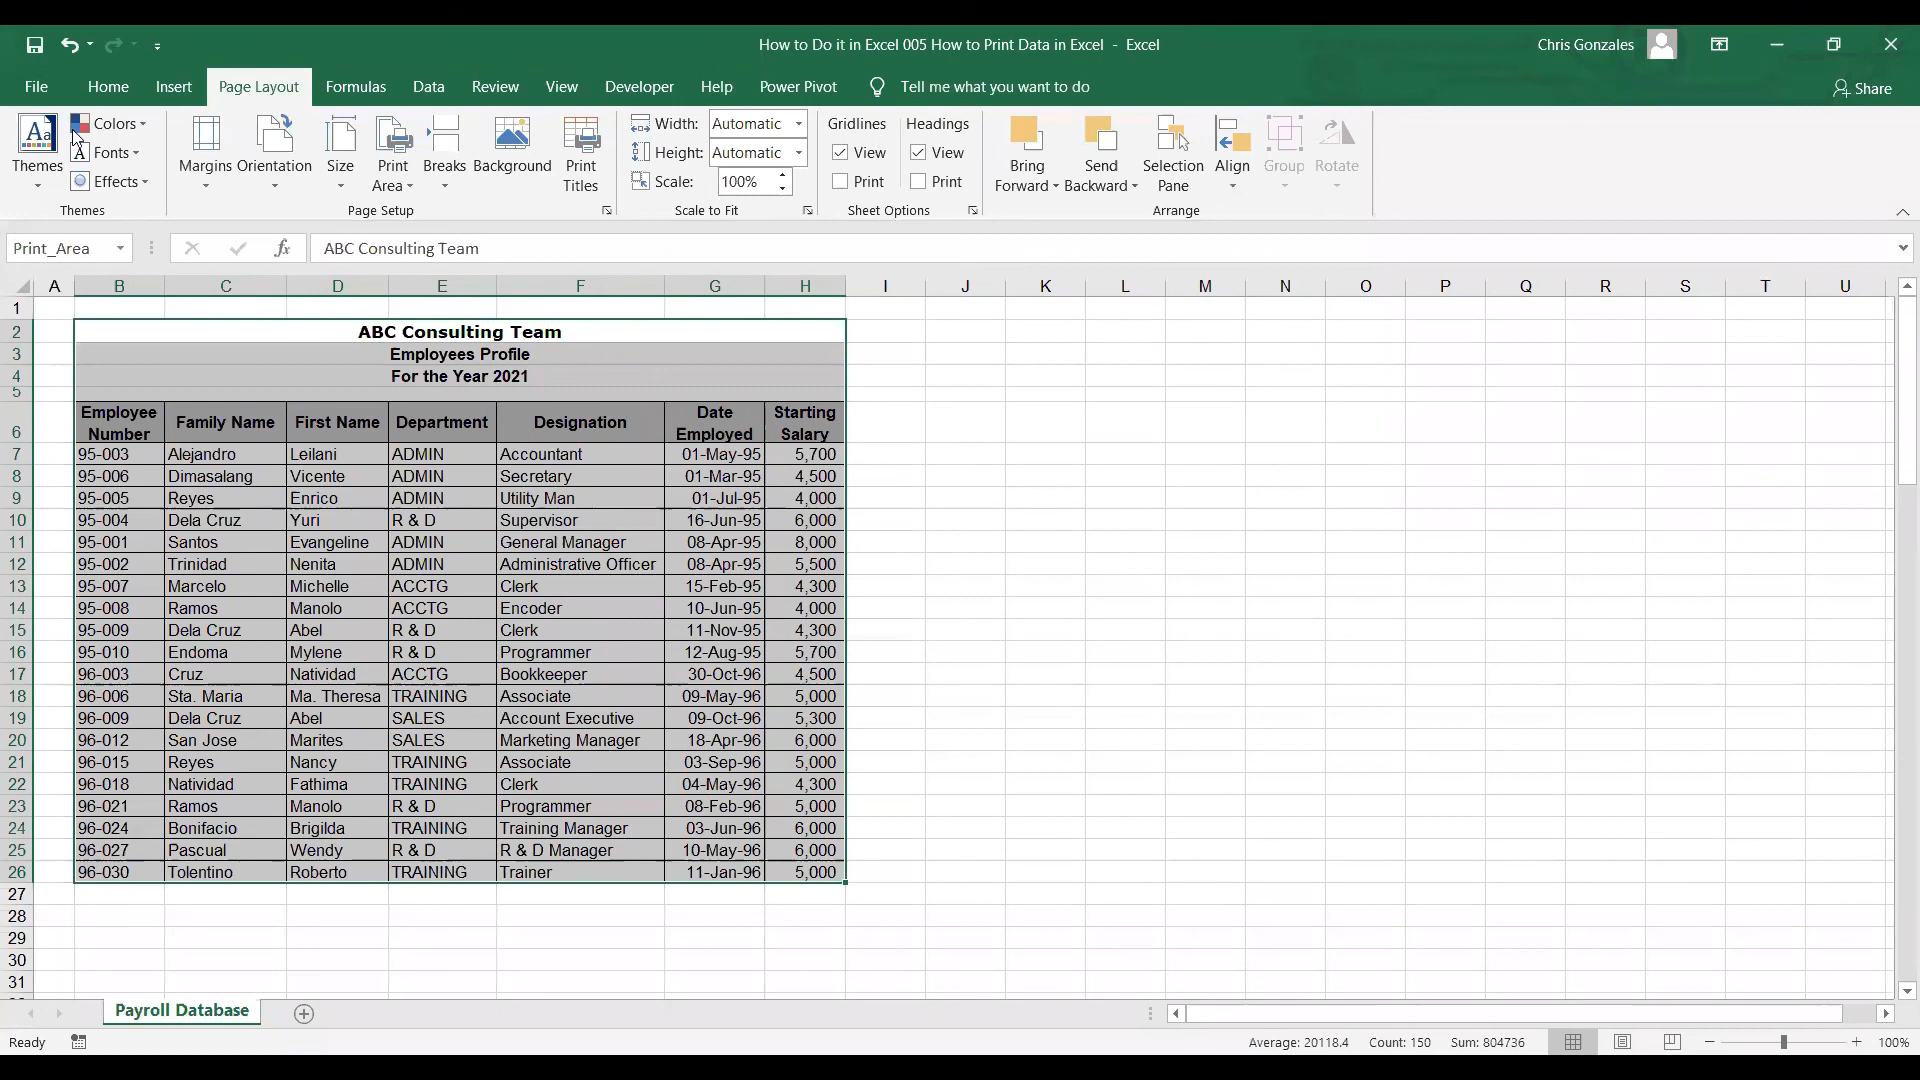 How to Do it in Excel 005 How to Print Data in Excel - Excel
Chris Gonzales
File Home Insert Page Layout Formulas Data Review View Developer Help Power Pivot Tell me what you want to do
Share
Aa
Themes
Colors
A Fonts
Effects
Themes
Margins
Orientation
Size
Print
Area
Breaks
Background
Print
Titles
Page Setup
Width: Automatic
Height: Automatic
Scale: 100%
Scale to Fit
Gridlines Headings
View View
Print Print
Sheet Options
Bring
Forward
Send
Backward
Selection
Pane
Align
Group
Rotate
Arrange
Print_Area fx ABC Consulting Team
A B C D E F G H I J K L M N O P Q R S T U
1
2 ABC Consulting Team
3 Employees Profile
4 For the Year 2021
5
6 Employee Number Family Name First Name Department Designation Date Employed Starting Salary
7 95-003 Alejandro Leilani ADMIN Accountant 01-May-95 5,700
8 95-006 Dimasalang Vicente ADMIN Secretary 01-Mar-95 4,500
9 95-005 Reyes Enrico ADMIN Utility Man 01-Jul-95 4,000
10 95-004 Dela Cruz Yuri R & D Supervisor 16-Jun-95 6,000
11 95-001 Santos Evangeline ADMIN General Manager 08-Apr-95 8,000
12 95-002 Trinidad Nenita ADMIN Administrative Officer 08-Apr-95 5,500
13 95-007 Marcelo Michelle ACCTG Clerk 15-Feb-95 4,300
14 95-008 Ramos Manolo ACCTG Encoder 10-Jun-95 4,000
15 95-009 Dela Cruz Abel R & D Clerk 11-Nov-95 4,300
16 95-010 Endoma Mylene R & D Programmer 12-Aug-95 5,700
17 96-003 Cruz Natividad ACCTG Bookkeeper 30-Oct-96 4,500
18 96-006 Sta. Maria Ma. Theresa TRAINING Associate 09-May-96 5,000
19 96-009 Dela Cruz Abel SALES Account Executive 09-Oct-96 5,300
20 96-012 San Jose Marites SALES Marketing Manager 18-Apr-96 6,000
21 96-015 Reyes Nancy TRAINING Associate 03-Sep-96 5,000
22 96-018 Natividad Fathima TRAINING Clerk 04-May-96 4,300
23 96-021 Ramos Manolo R & D Programmer 08-Feb-96 5,000
24 96-024 Bonifacio Brigilda TRAINING Training Manager 03-Jun-96 6,000
25 96-027 Pascual Wendy R & D R & D Manager 10-May-96 6,000
26 96-030 Tolentino Roberto TRAINING Trainer 11-Jan-96 5,000
27
28
29
30
31
Payroll Database
Ready Average: 20118.4 Count: 150 Sum: 804736 100%